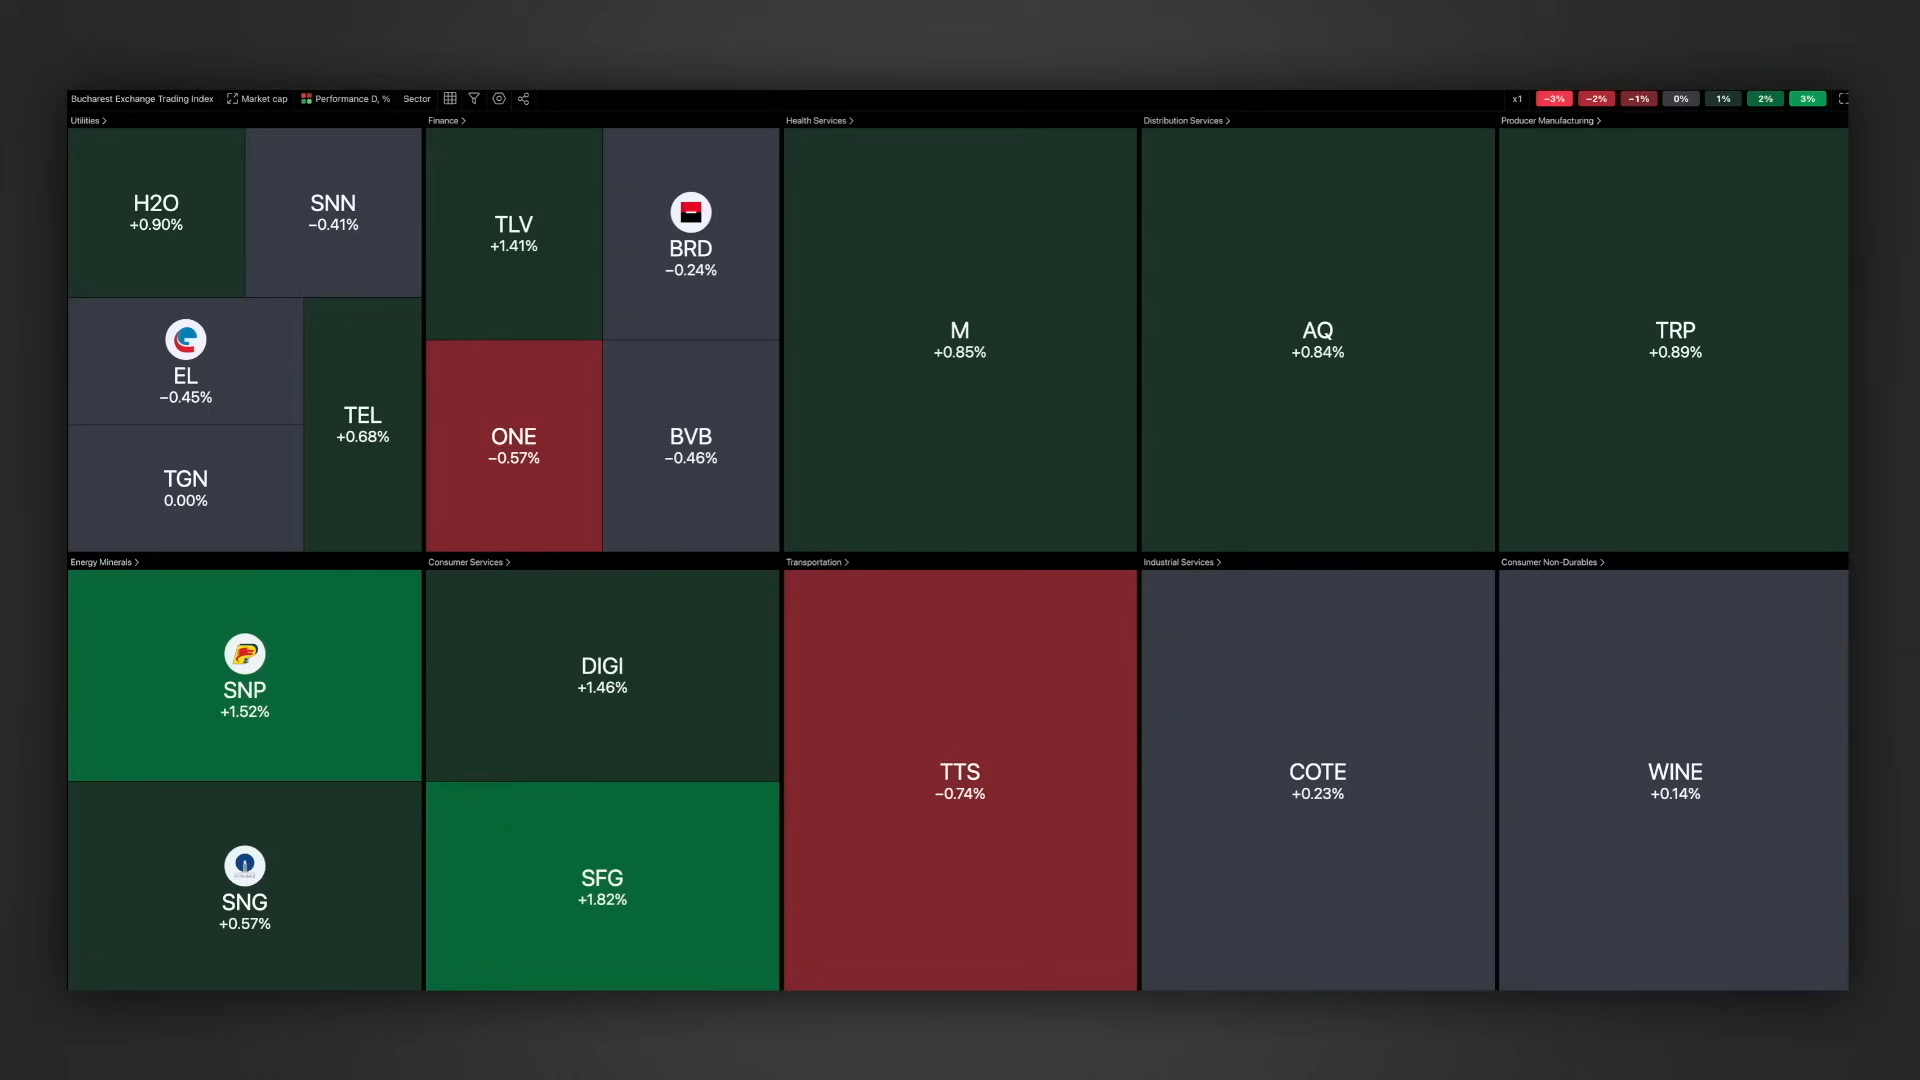 Bucharest Exchange Trading Index Market cap Performance D, % Sector x1 −3% −2% −1% 0% 1% 2% 3%
Utilities >
H2O
+0.90%
SNN
−0.41%
EL
−0.45%
TEL
+0.68%
TGN
0.00%
Finance >
TLV
+1.41%
BRD
−0.24%
ONE
−0.57%
BVB
−0.46%
Health Services >
M
+0.85%
Distribution Services >
AQ
+0.84%
Producer Manufacturing >
TRP
+0.89%
Energy Minerals >
SNP
+1.52%
SNG
+0.57%
Consumer Services >
DIGI
+1.46%
SFG
+1.82%
Transportation >
TTS
−0.74%
Industrial Services >
COTE
+0.23%
Consumer Non-Durables >
WINE
+0.14%